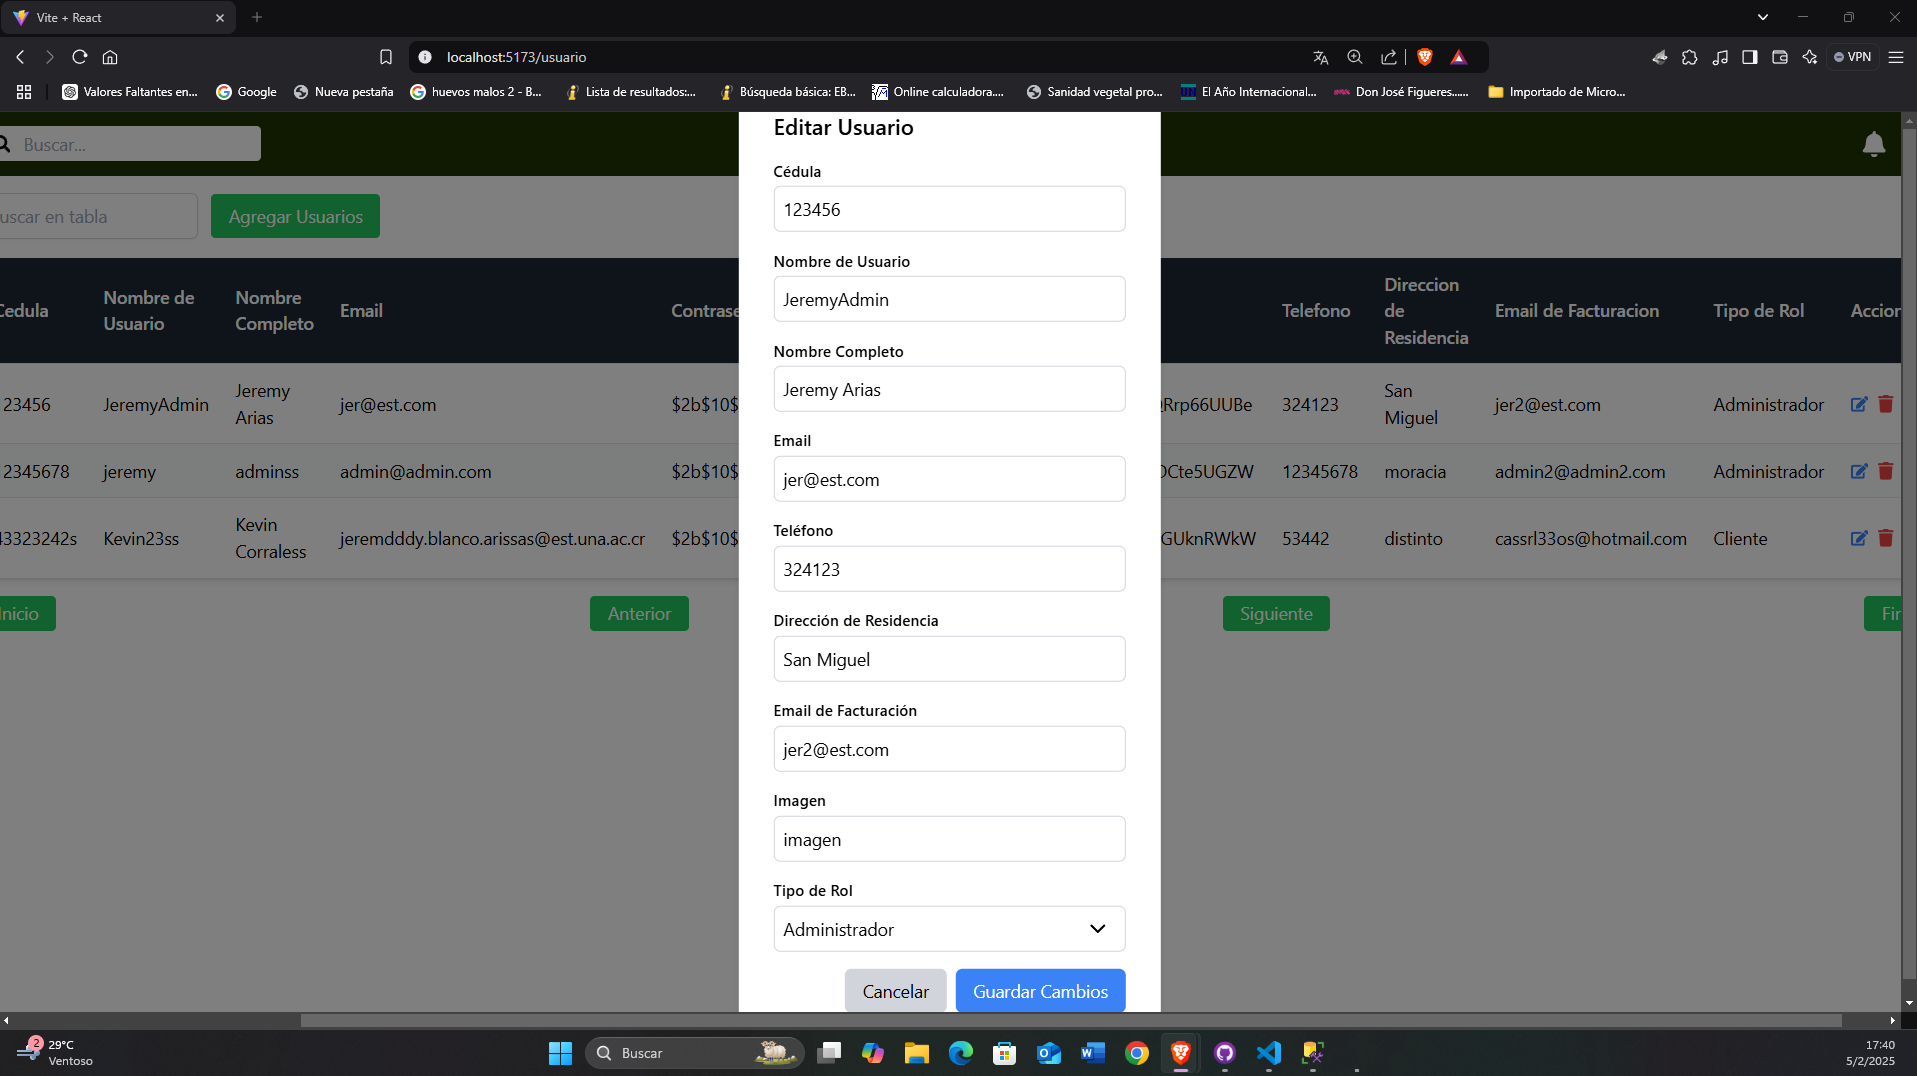 Vite + React
localhost:5173/usuario
VPN
Valores Faltantes en...
Google
Nueva pestaña
huevos malos 2 - B...
Lista de resultados:...
Búsqueda básica: EB...
Online calculadora....
Sanidad vegetal pro...
El Año Internacional...
Don José Figueres......
Importado de Micro...
Buscar...
uscar en tabla
Agregar Usuarios
Cedula
Nombre de Usuario
Nombre Completo
Email
Contrase
Telefono
Direccion de Residencia
Email de Facturacion
Tipo de Rol
Accion
23456
JeremyAdmin
Jeremy Arias
jer@est.com
$2b$10$
Rrp66UUBe
324123
San Miguel
jer2@est.com
Administrador
2345678
jeremy
adminss
admin@admin.com
$2b$10$
Cte5UGZW
12345678
moracia
admin2@admin2.com
Administrador
3323242s
Kevin23ss
Kevin Corraless
jeremdddy.blanco.arissas@est.una.ac.cr
$2b$10$
GUknRWkW
53442
distinto
cassrl33os@hotmail.com
Cliente
Inicio
Anterior
Siguiente
Fin
Editar Usuario
Cédula
123456
Nombre de Usuario
JeremyAdmin
Nombre Completo
Jeremy Arias
Email
jer@est.com
Teléfono
324123
Dirección de Residencia
San Miguel
Email de Facturación
jer2@est.com
Imagen
imagen
Tipo de Rol
Administrador
Cancelar
Guardar Cambios
2
29°C
Ventoso
Buscar
17:40
5/2/2025